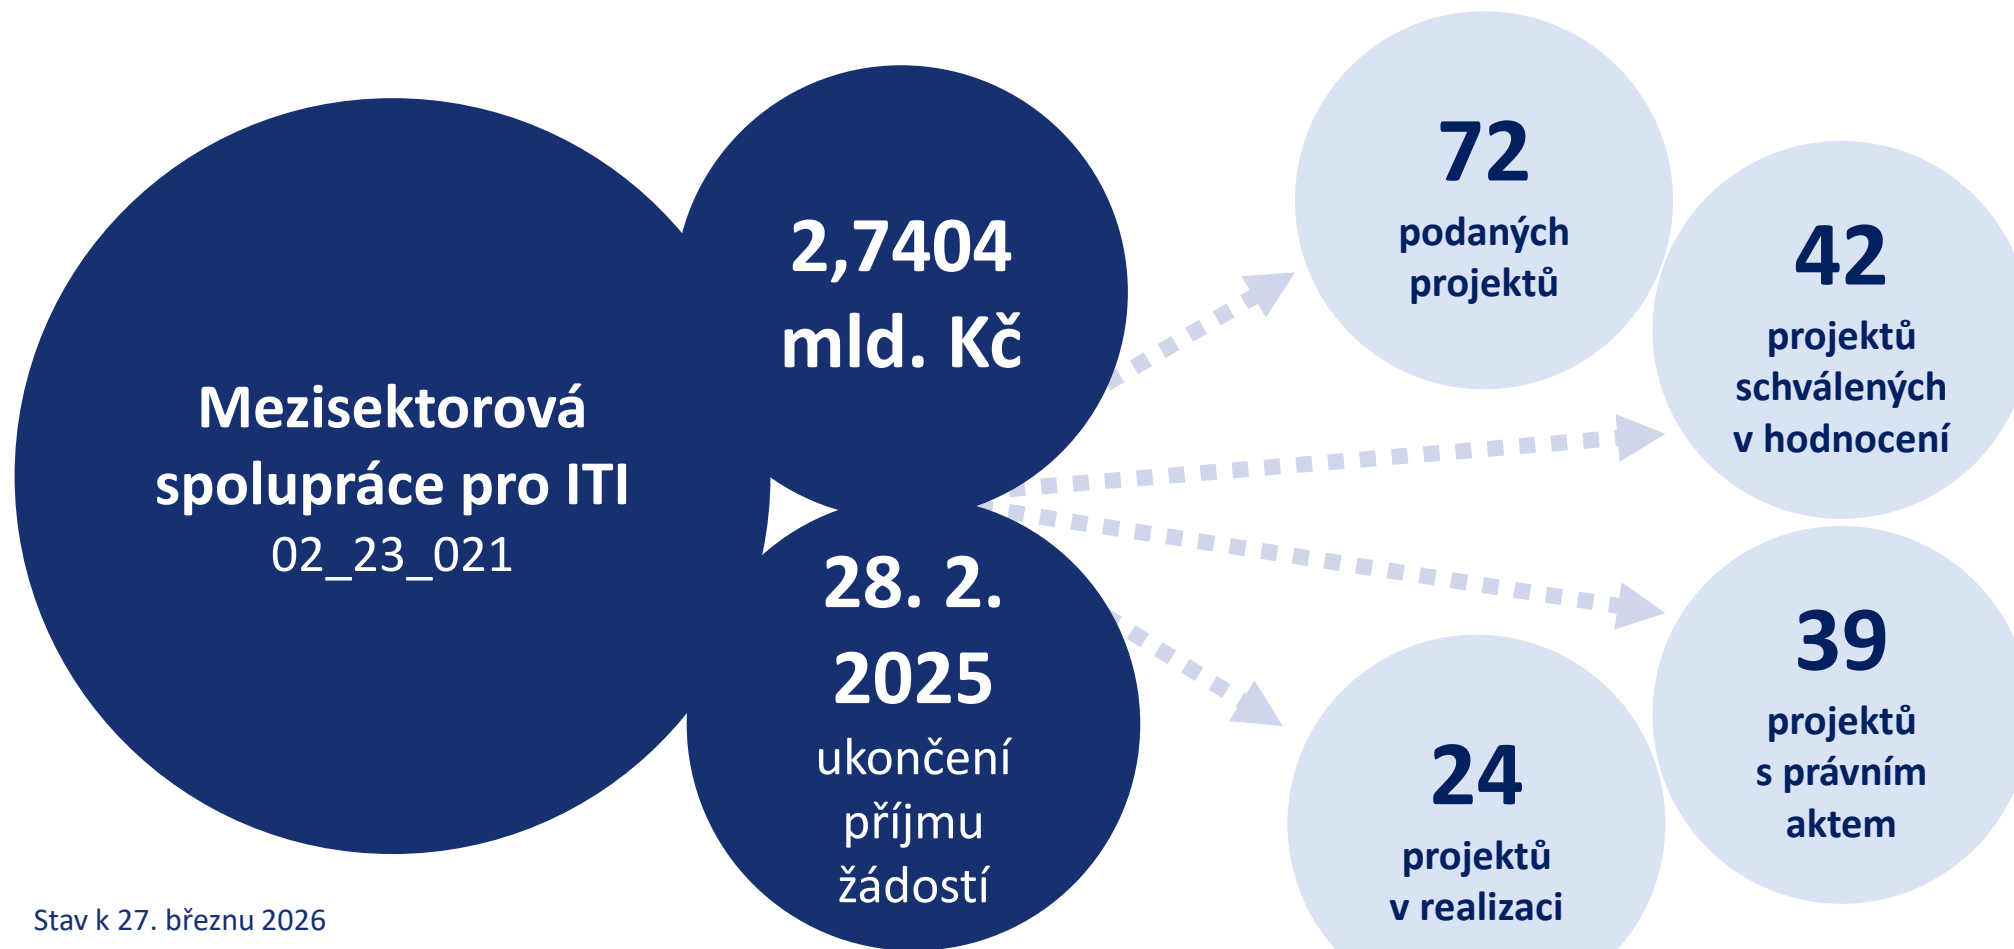 Mezisektorová
spolupráce pro ITI
02_23_021
2,7404
mld. Kč
28. 2.
2025
ukončení
příjmu
žádostí
72
podaných
projektů
42
projektů
schválených
v hodnocení
39
projektů
s právním
aktem
24
projektů
v realizaci
Stav k 27. březnu 2026